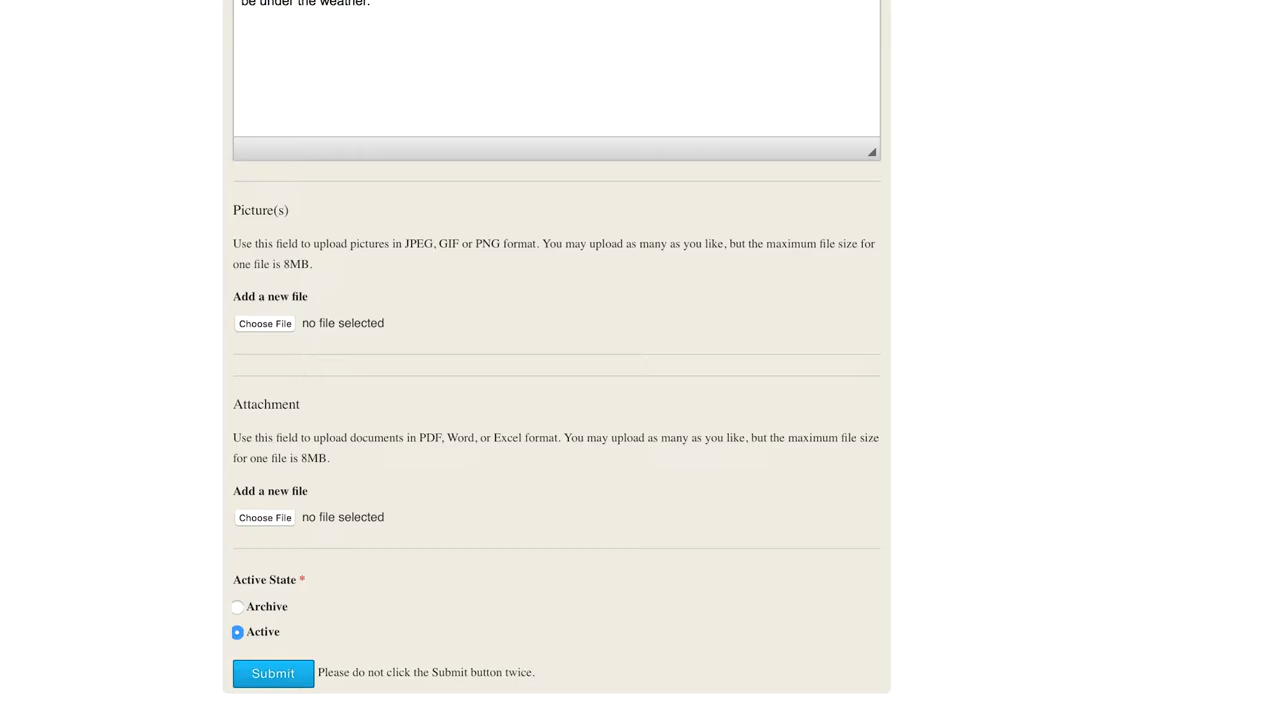 be under the weather.
Picture(s)
Use this field to upload pictures in JPEG, GIF or PNG format. You may upload as many as you like, but the maximum file size for
one file is 8MB.
Add a new file
Choose File no file selected
Attachment
Use this field to upload documents in PDF, Word, or Excel format. You may upload as many as you like, but the maximum file size
for one file is 8MB.
Add a new file
Choose File no file selected
Active State *
Archive
Active
Submit Please do not click the Submit button twice.